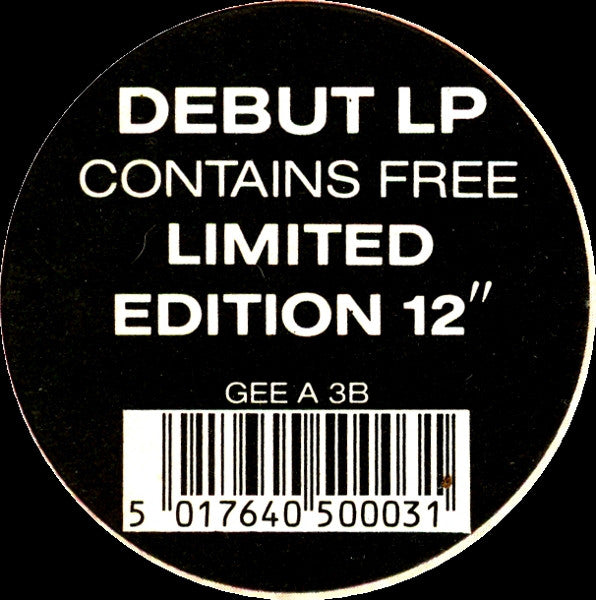 DEBUT LP
CONTAINS FREE
LIMITED
EDITION 12"
GEE A 3B
5 017640 500031